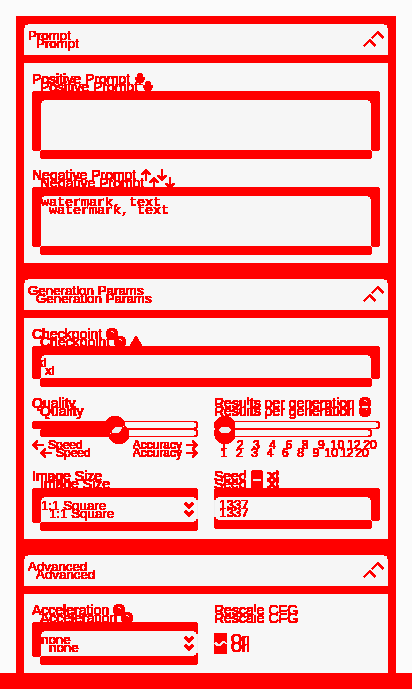 Prompt
Positive Prompt
Negative Prompt
watermark, text
Generation Params
Checkpoint
xl
Quality Results per generation
← Speed Accuracy → 1 2 3 4 6 8 9 10 12 20
Image Size Seed
1:1 Square 1337
Advanced
Acceleration Rescale CFG
none On